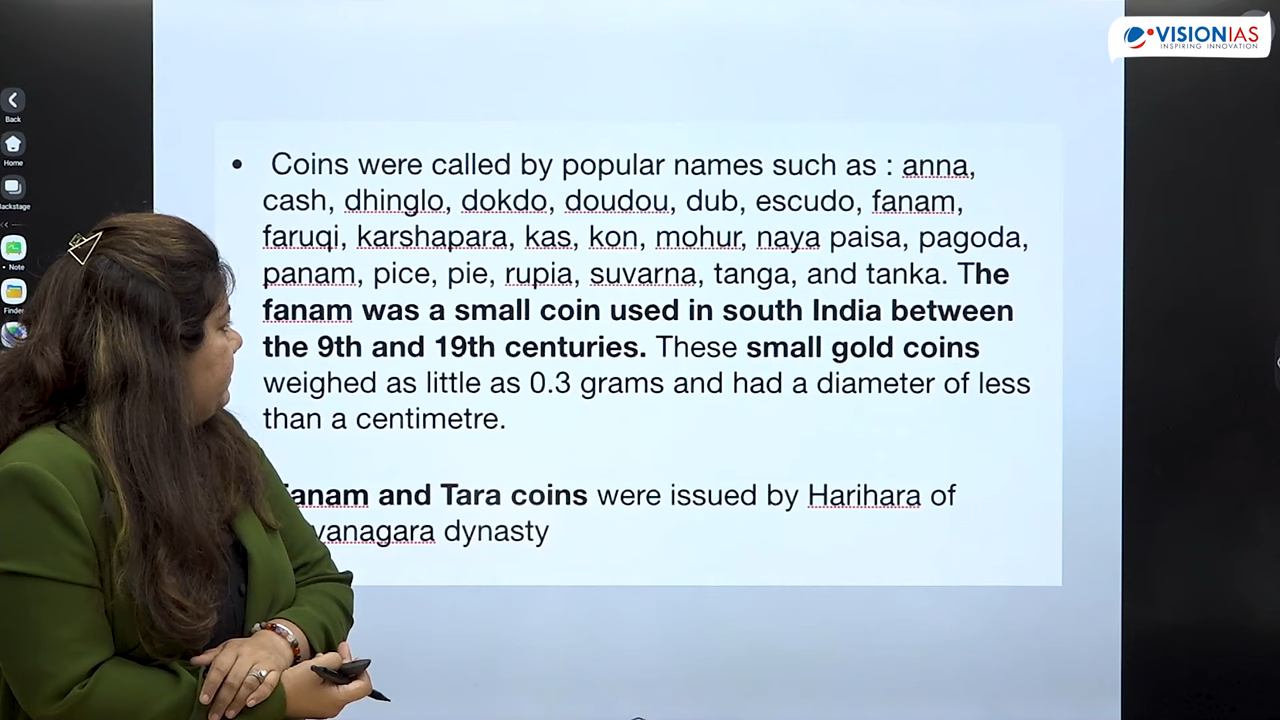 VISIONIAS
INSPIRING INNOVATION
Back
Home
Backstage
Note
Finder
• Coins were called by popular names such as : anna,
cash, dhinglo, dokdo, doudou, dub, escudo, fanam,
faruqi, karshapara, kas, kon, mohur, naya paisa, pagoda,
panam, pice, pie, rupia, suvarna, tanga, and tanka. The
fanam was a small coin used in south India between
the 9th and 19th centuries. These small gold coins
weighed as little as 0.3 grams and had a diameter of less
than a centimetre.
anam and Tara coins were issued by Harihara of
yanagara dynasty